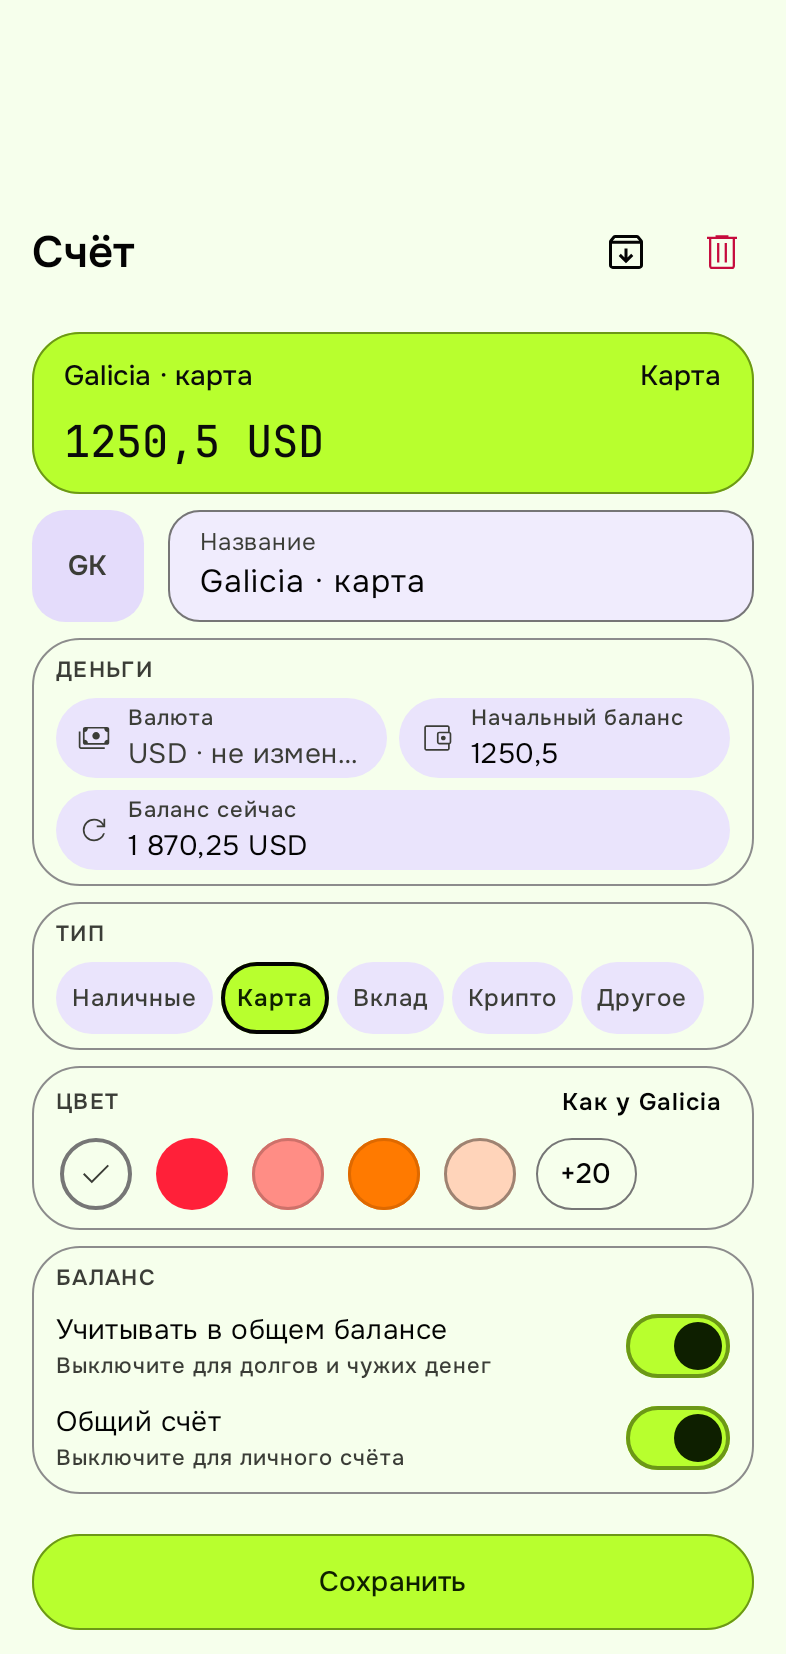 Счёт
Galicia · карта Карта
1250,5 USD
GK
Название
Galicia · карта
ДЕНЬГИ
Валюта
USD · не измен…
Начальный баланс
1250,5
Баланс сейчас
1 870,25 USD
ТИП
Наличные Карта Вклад Крипто Другое
ЦВЕТ Как у Galicia
+20
БАЛАНС
Учитывать в общем балансе
Выключите для долгов и чужих денег
Общий счёт
Выключите для личного счёта
Сохранить